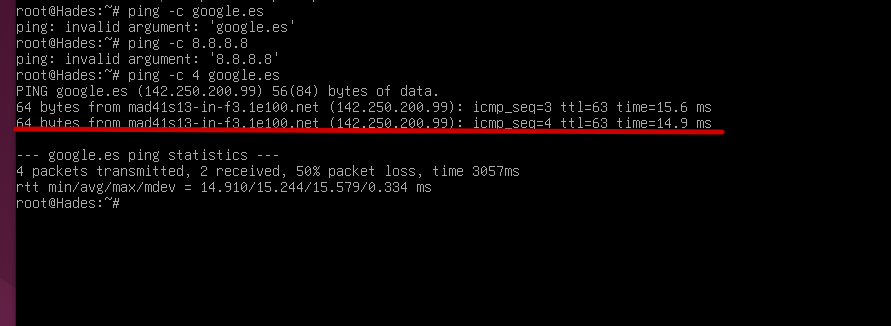 root@Hades:~# ping -c google.es
ping: invalid argument: 'google.es'
root@Hades:~# ping -c 8.8.8.8
ping: invalid argument: '8.8.8.8'
root@Hades:~# ping -c 4 google.es
PING google.es (142.250.200.99) 56(84) bytes of data.
64 bytes from mad41s13-in-f3.1e100.net (142.250.200.99): icmp_seq=3 ttl=63 time=15.6 ms
64 bytes from mad41s13-in-f3.1e100.net (142.250.200.99): icmp_seq=4 ttl=63 time=14.9 ms
--- google.es ping statistics ---
4 packets transmitted, 2 received, 50% packet loss, time 3057ms
rtt min/avg/max/mdev = 14.910/15.244/15.579/0.334 ms
root@Hades:~#